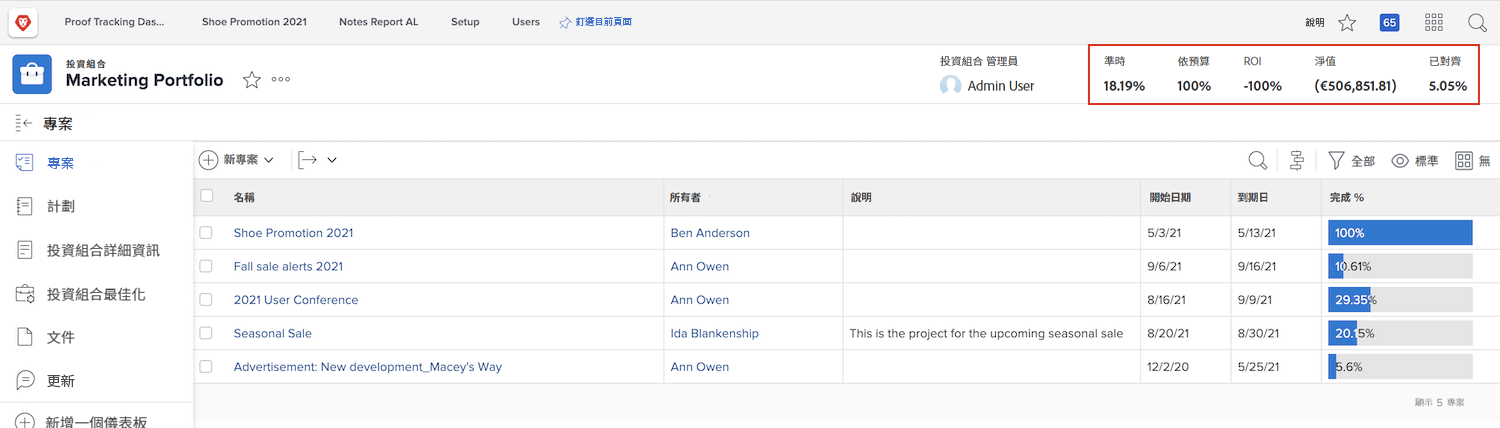 Proof Tracking Das... Shoe Promotion 2021 Notes Report AL Setup Users 釘選目前頁面 說明 65
投資組合
Marketing Portfolio
投資組合 管理員
Admin User
準時 依預算 ROI 淨值 已對齊
18.19% 100% -100% (€506,851.81) 5.05%
專案
專案
計劃
投資組合詳細資訊
投資組合最佳化
文件
更新
新增一個儀表板
新專案 全部 標準 無
名稱 所有者 說明 開始日期 到期日 完成 %
Shoe Promotion 2021 Ben Anderson 5/3/21 5/13/21 100%
Fall sale alerts 2021 Ann Owen 9/6/21 9/16/21 10.61%
2021 User Conference Ann Owen 8/16/21 9/9/21 29.35%
Seasonal Sale Ida Blankenship This is the project for the upcoming seasonal sale 8/20/21 8/30/21 20.15%
Advertisement: New development_Macey's Way Ann Owen 12/2/20 5/25/21 5.6%
顯示 5 專案